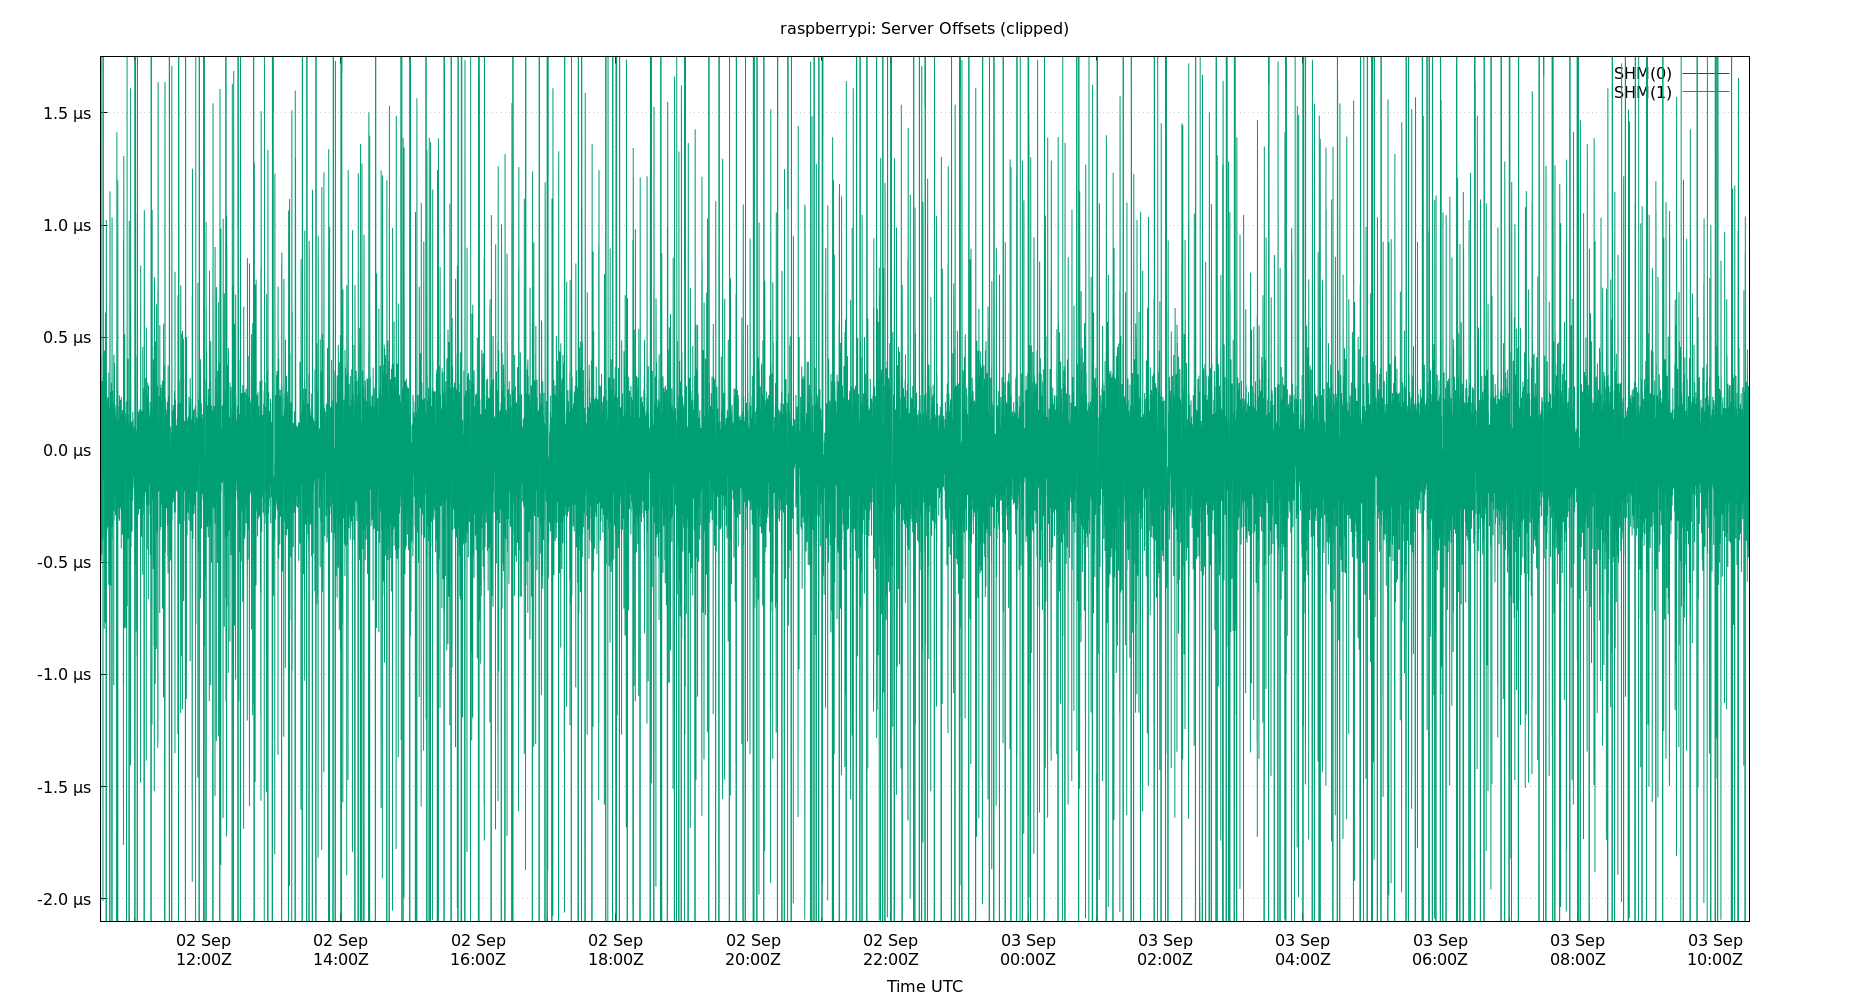 raspberrypi: Server Offsets (clipped)
SHM(0)
SHM(1)
1.5 µs
1.0 µs
0.5 µs
0.0 µs
-0.5 µs
-1.0 µs
-1.5 µs
-2.0 µs
02 Sep 02 Sep 02 Sep 02 Sep 02 Sep 02 Sep 03 Sep 03 Sep 03 Sep 03 Sep 03 Sep 03 Sep
12:00Z 14:00Z 16:00Z 18:00Z 20:00Z 22:00Z 00:00Z 02:00Z 04:00Z 06:00Z 08:00Z 10:00Z
Time UTC